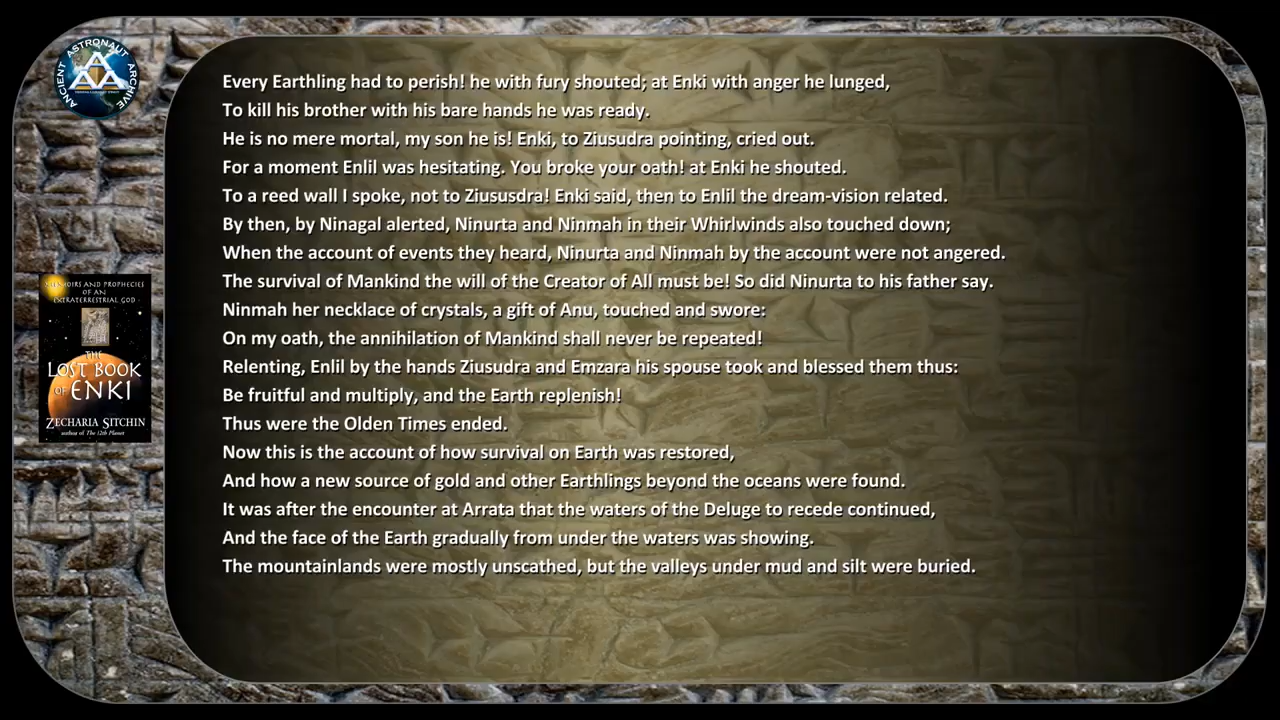 ANCIENT ASTRONAUT ARCHIVE
Every Earthling had to perish! he with fury shouted; at Enki with anger he lunged,
To kill his brother with his bare hands he was ready.
He is no mere mortal, my son he is! Enki, to Ziusudra pointing, cried out.
For a moment Enlil was hesitating. You broke your oath! at Enki he shouted.
To a reed wall I spoke, not to Ziususdra! Enki said, then to Enlil the dream-vision related.
By then, by Ninagal alerted, Ninurta and Ninmah in their Whirlwinds also touched down;
When the account of events they heard, Ninurta and Ninmah by the account were not angered.
The survival of Mankind the will of the Creator of All must be! So did Ninurta to his father say.
Ninmah her necklace of crystals, a gift of Anu, touched and swore:
On my oath, the annihilation of Mankind shall never be repeated!
Relenting, Enlil by the hands Ziusudra and Emzara his spouse took and blessed them thus:
Be fruitful and multiply, and the Earth replenish!
Thus were the Olden Times ended.
Now this is the account of how survival on Earth was restored,
And how a new source of gold and other Earthlings beyond the oceans were found.
It was after the encounter at Arrata that the waters of the Deluge to recede continued,
And the face of the Earth gradually from under the waters was showing.
The mountainlands were mostly unscathed, but the valleys under mud and silt were buried.
MEMOIRS AND PROPHECIES
OF AN
EXTRATERRESTRIAL GOD
THE
LOST BOOK
OF ENKI
ZECHARIA SITCHIN
author of The 12th Planet